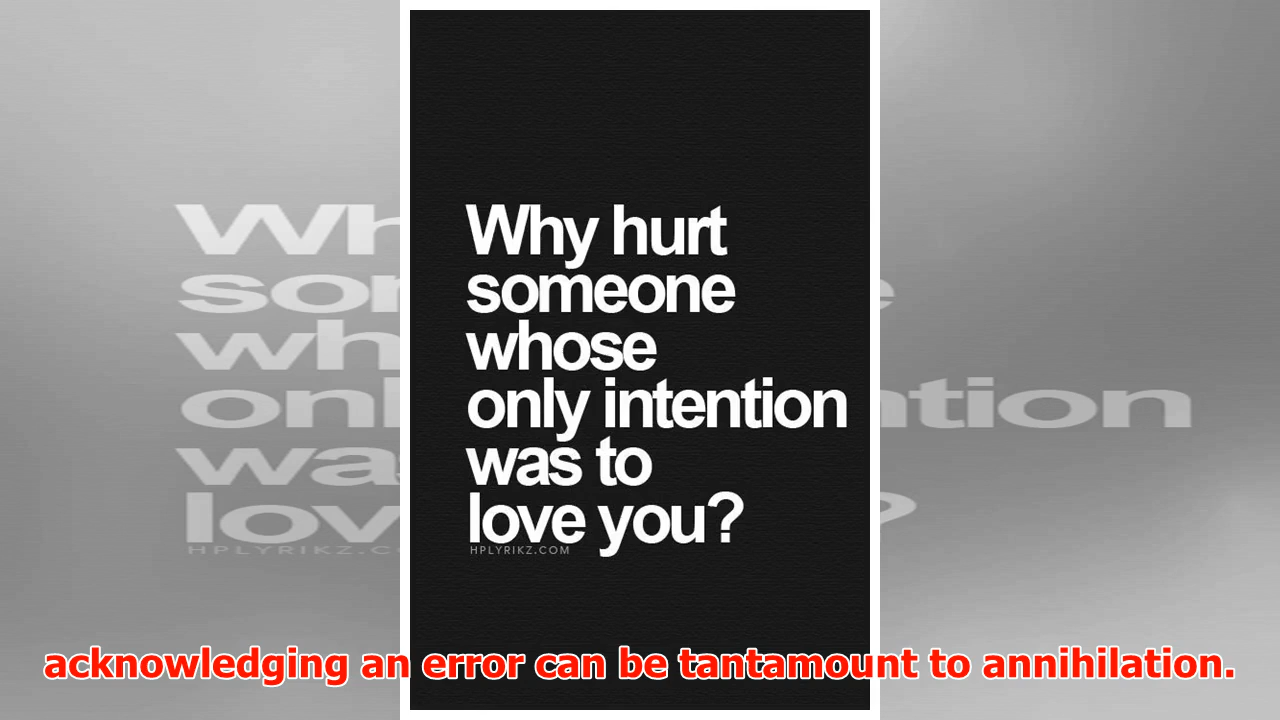 Why hurt
someone
whose
only intention
was to
love you?
HPLYRIKZ.COM
acknowledging an error can be tantamount to annihilation.